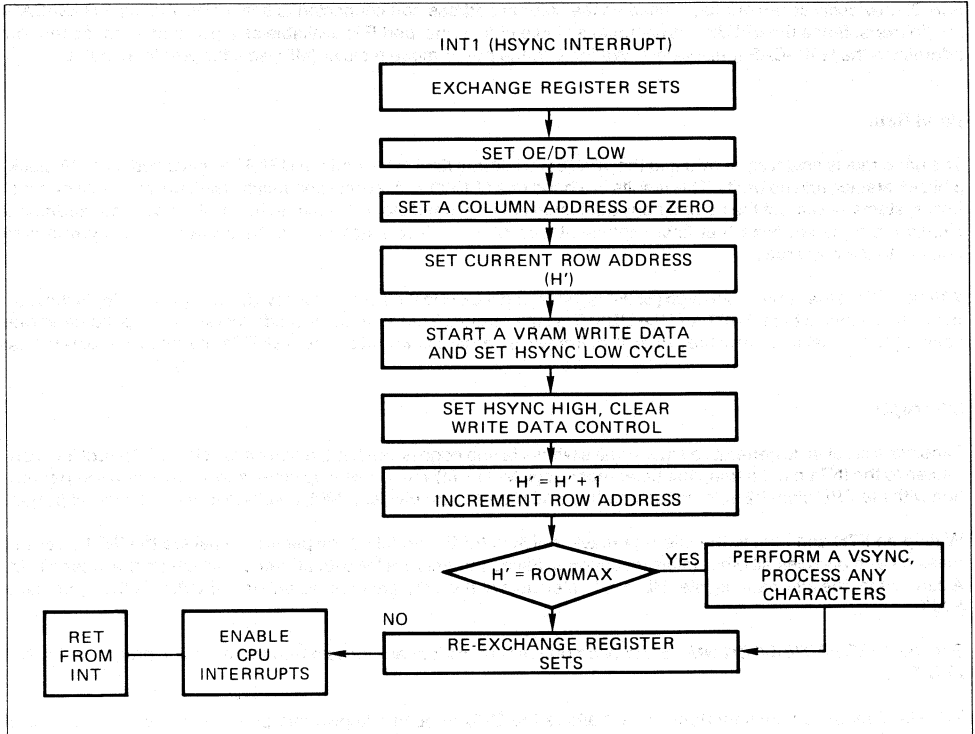 INT1 (HSYNC INTERRUPT)
EXCHANGE REGISTER SETS
SET OE/DT LOW
SET A COLUMN ADDRESS OF ZERO
SET CURRENT ROW ADDRESS
(H')
START A VRAM WRITE DATA
AND SET HSYNC LOW CYCLE
SET HSYNC HIGH, CLEAR
WRITE DATA CONTROL
H' = H' + 1
INCREMENT ROW ADDRESS
H' = ROWMAX
YES
PERFORM A VSYNC,
PROCESS ANY
CHARACTERS
NO
RE-EXCHANGE REGISTER
SETS
ENABLE
CPU
INTERRUPTS
RET
FROM
INT